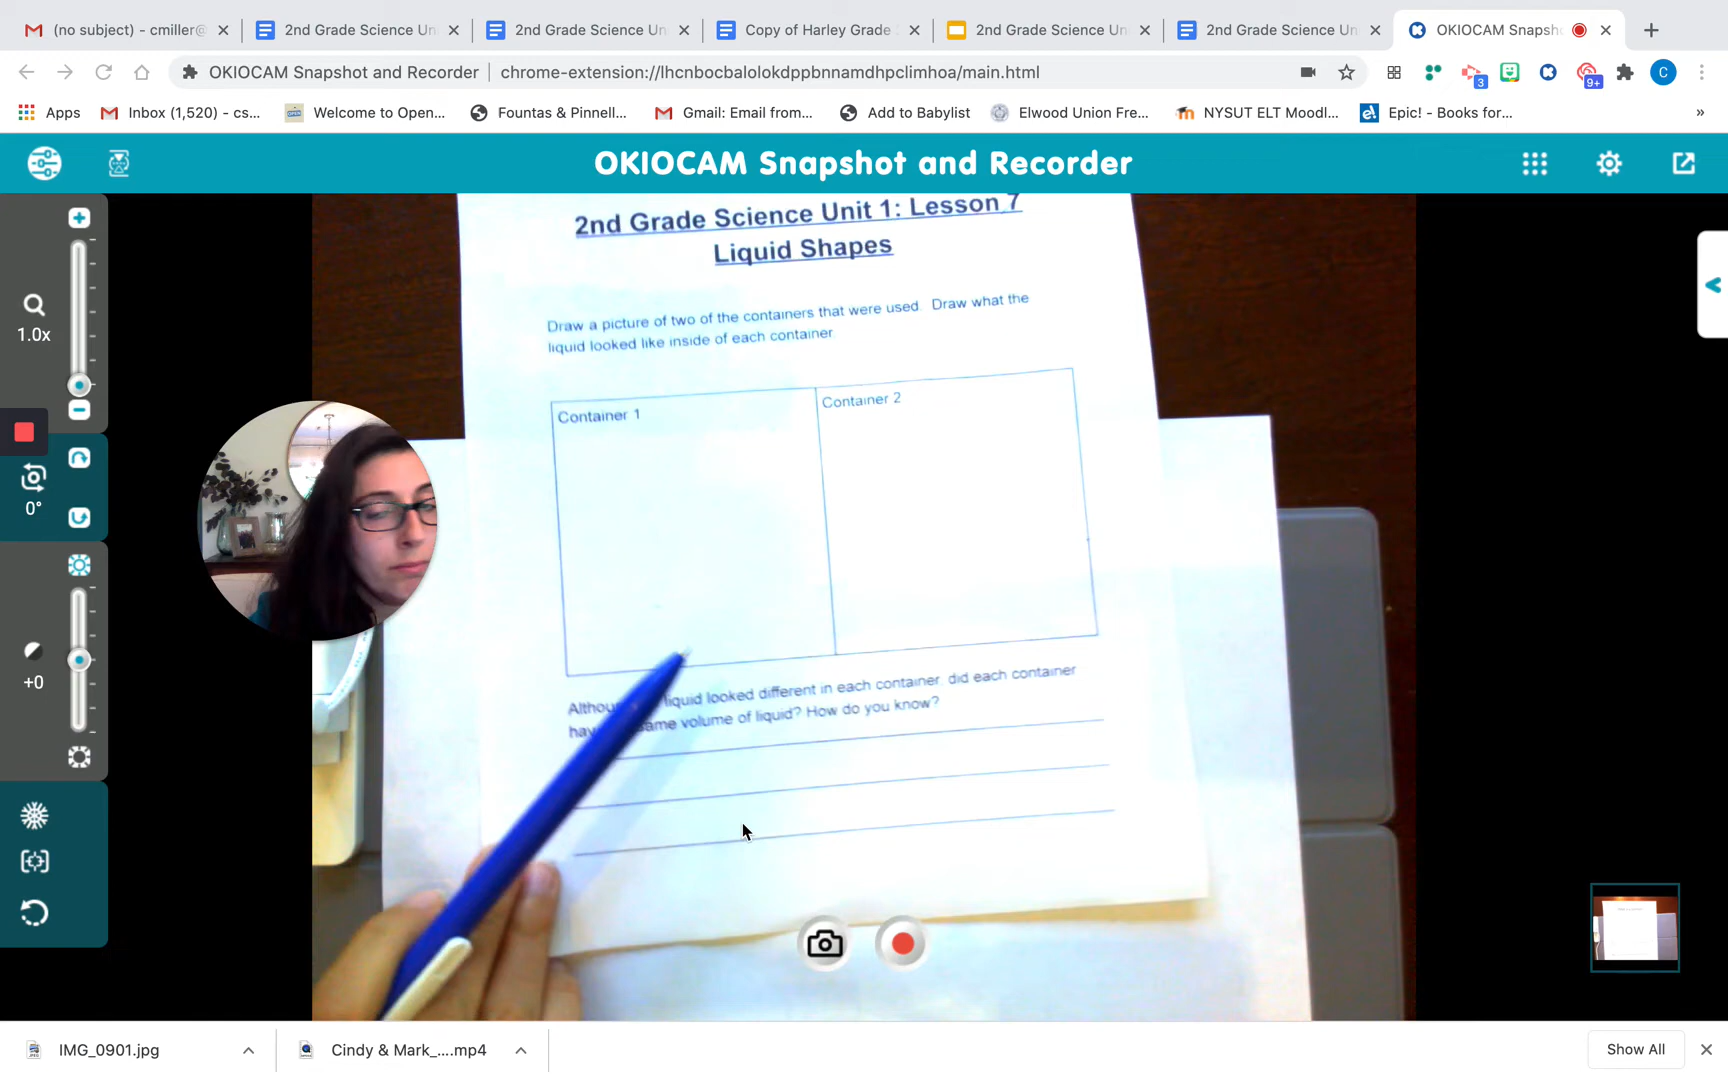 (no subject) - cmiller@
2nd Grade Science Un
2nd Grade Science Un
Copy of Harley Grade
2nd Grade Science Un
2nd Grade Science Un
OKIOCAM Snapsh
OKIOCAM Snapshot and Recorder
chrome-extension://lhcnbocbalolokdppbnnamdhpclimhoa/main.html
3
9+
C
Apps
Inbox (1,520) - cs...
Welcome to Open...
Fountas & Pinnell...
Gmail: Email from...
Add to Babylist
Elwood Union Fre...
NYSUT ELT Moodl...
Epic! - Books for...
»
OKIOCAM Snapshot and Recorder
1.0x
0°
+0
2nd Grade Science Unit 1: Lesson 7
Liquid Shapes
Draw a picture of two of the containers that were used. Draw what the
liquid looked like inside of each container.
Container 1
Container 2
liquid looked different in each container, did each container
volume of liquid? How do you know?
IMG_0901.jpg
Cindy & Mark_....mp4
Show All